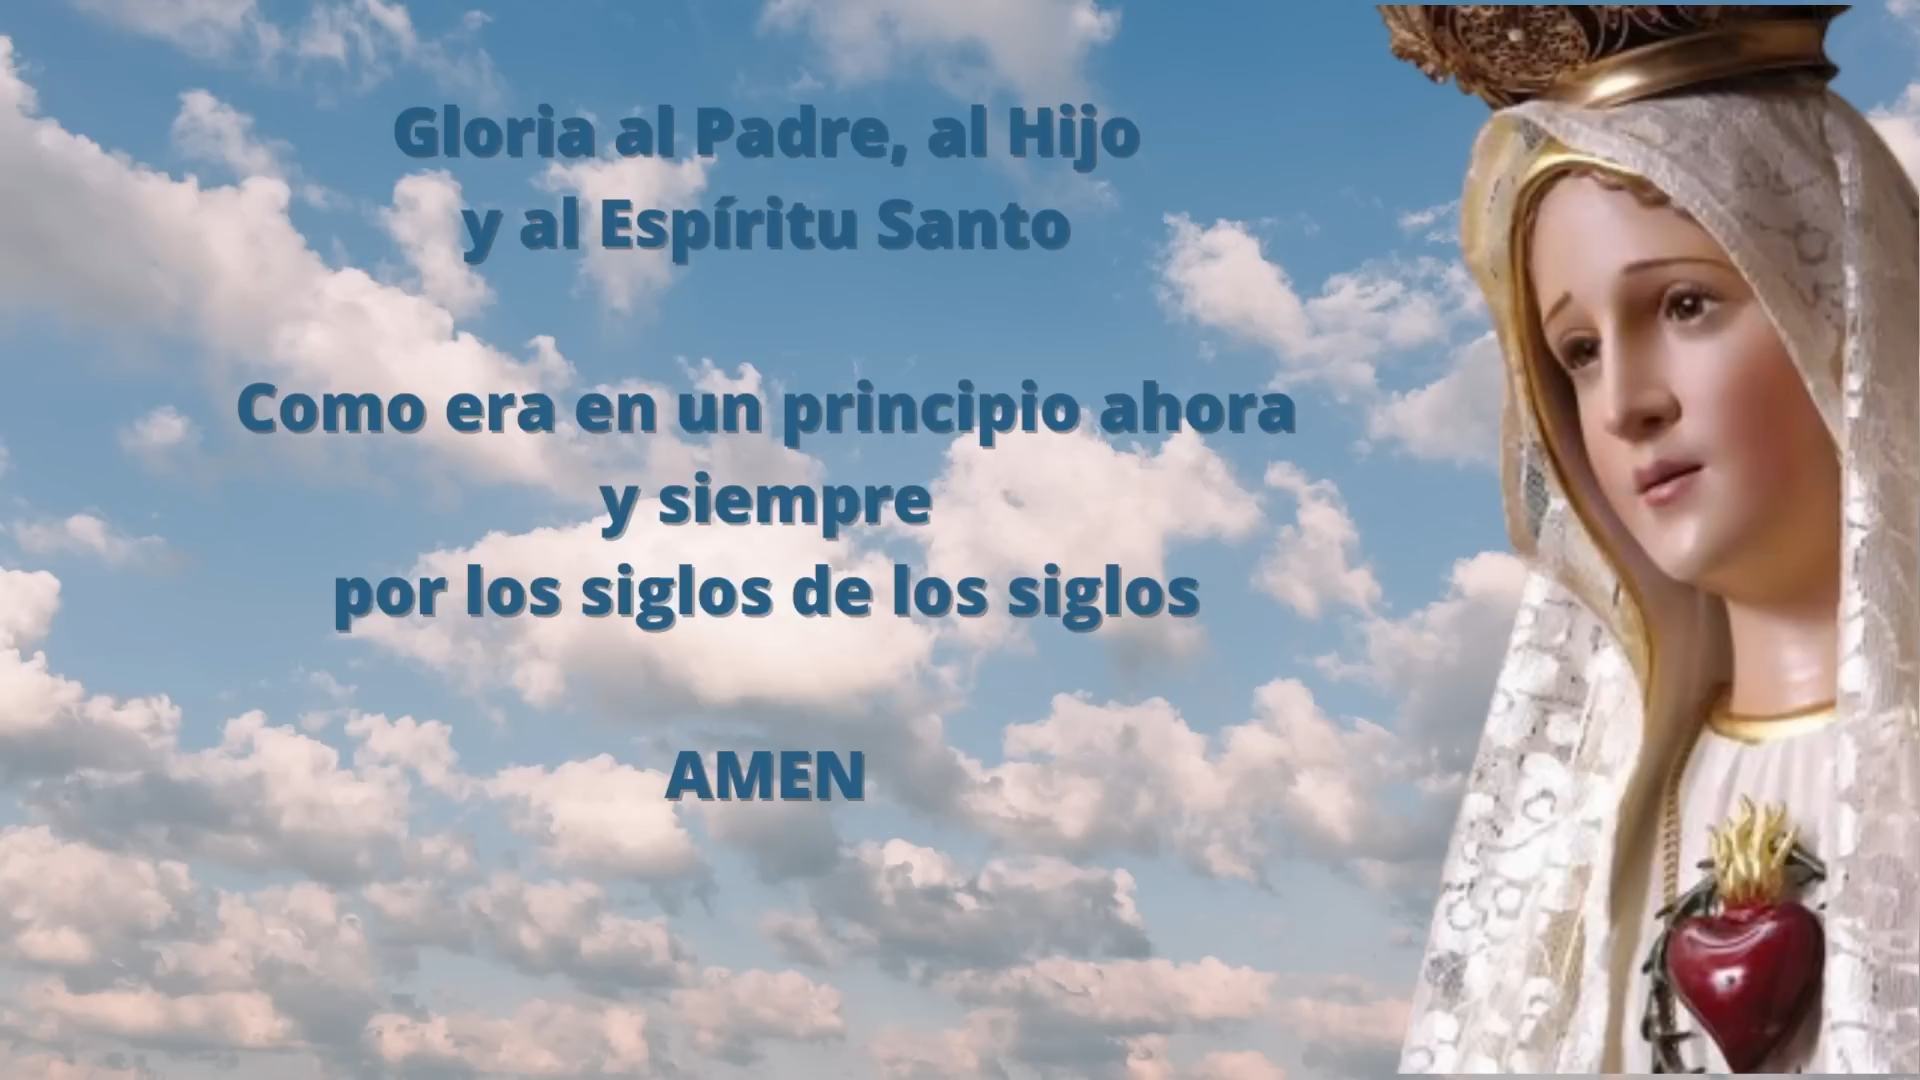 Gloria al Padre, al Hijo
y al Espíritu Santo
Como era en un principio ahora
y siempre
por los siglos de los siglos
AMEN